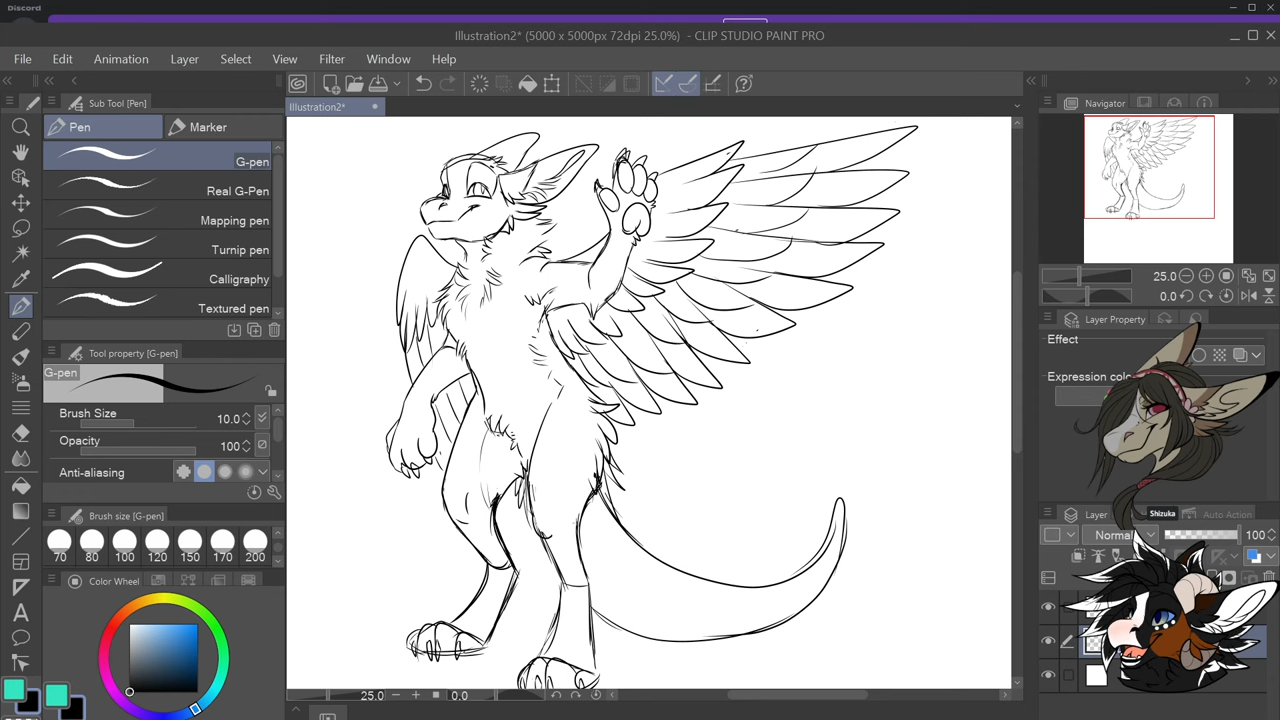 Discord
Illustration2* (5000 x 5000px 72dpi 25.0%) - CLIP STUDIO PAINT PRO
File Edit Animation Layer Select View Filter Window Help
Sub Tool [Pen]
Illustration2*
Navigator
Pen Marker
G-pen
Real G-Pen
Mapping pen
Turnip pen
Calligraphy
Textured pen
Tool property [G-pen]
G-pen
Brush Size 10.0
Opacity 100
Anti-aliasing
Brush size [G-pen]
70 80 100 120 150 170 200
Color Wheel
25.0 0.0
25.0
0.0
Layer Property
Effect
Expression
Shizuka
Layer Auto Action
Normal 100